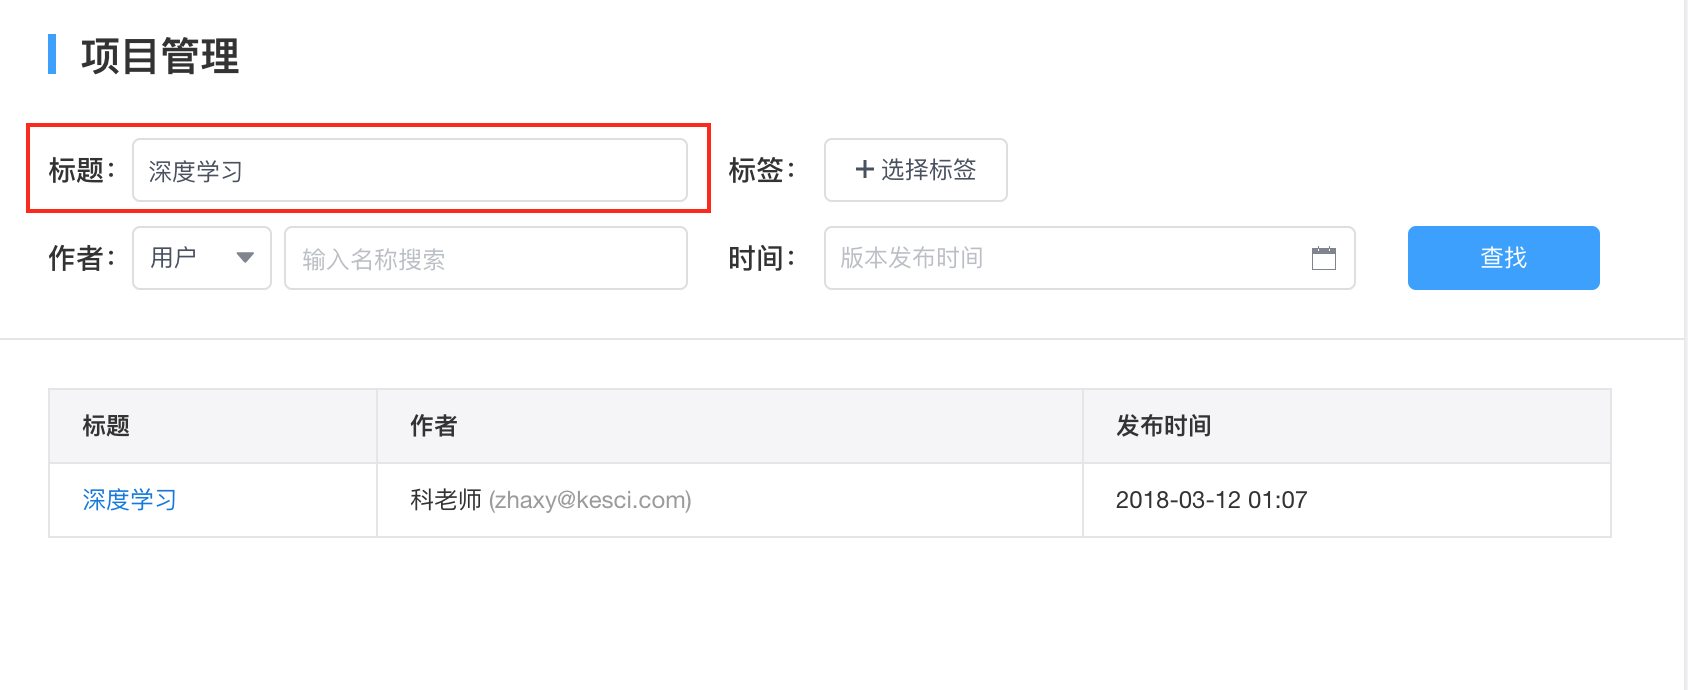 项目管理
标题： 深度学习 标签： +选择标签
作者： 用户 输入名称搜索 时间： 版本发布时间 查找
标题 作者 发布时间
深度学习 科老师 (zhaxy@kesci.com) 2018-03-12 01:07